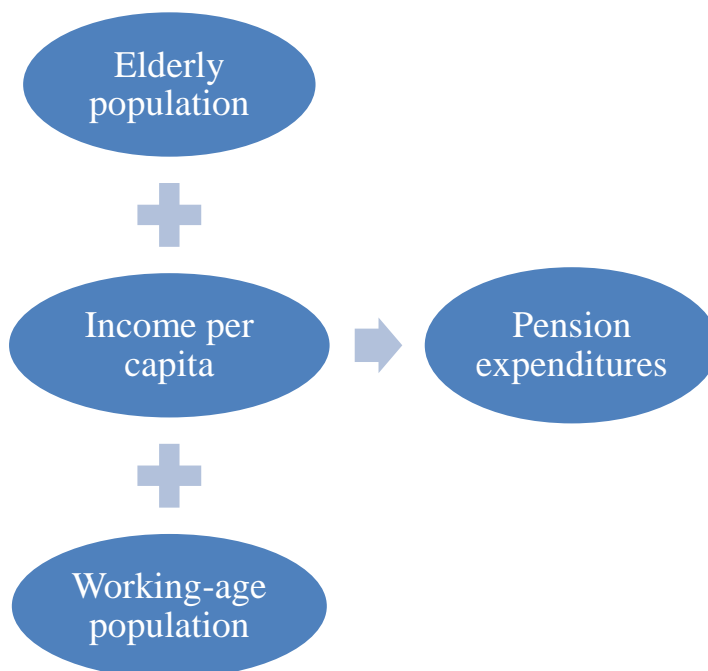 Elderly
population
Income per
capita
Pension
expenditures
Working-age
population